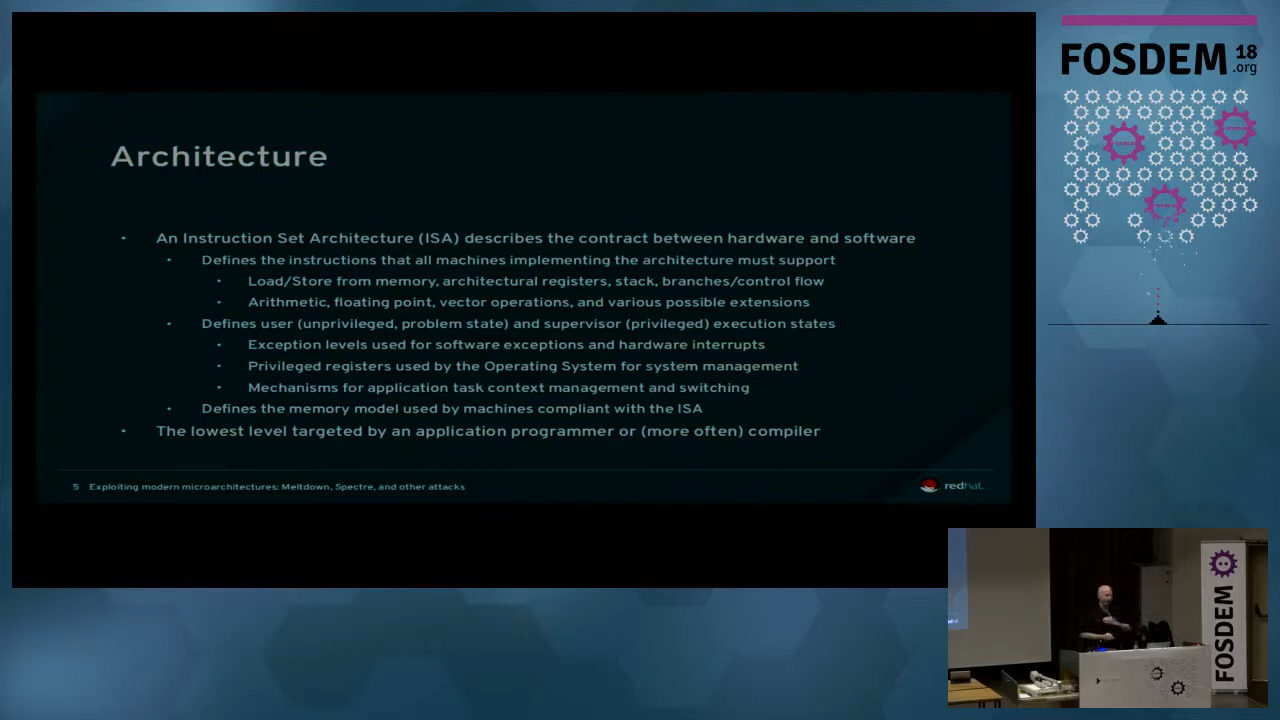 FOSDEM 18
.org
Architecture
· An Instruction Set Architecture (ISA) describes the contract between hardware and software
· Defines the instructions that all machines implementing the architecture must support
· Load/Store from memory, architectural registers, stack, branches/control flow
· Arithmetic, floating point, vector operations, and various possible extensions
· Defines user (unprivileged, problem state) and supervisor (privileged) execution states
· Exception levels used for software exceptions and hardware interrupts
· Privileged registers used by the Operating System for system management
· Mechanisms for application task context management and switching
· Defines the memory model used by machines compliant with the ISA
· The lowest level targeted by an application programmer or (more often) compiler
5 Exploiting modern microarchitectures: Meltdown, Spectre, and other attacks
redhat.
FOSDEM